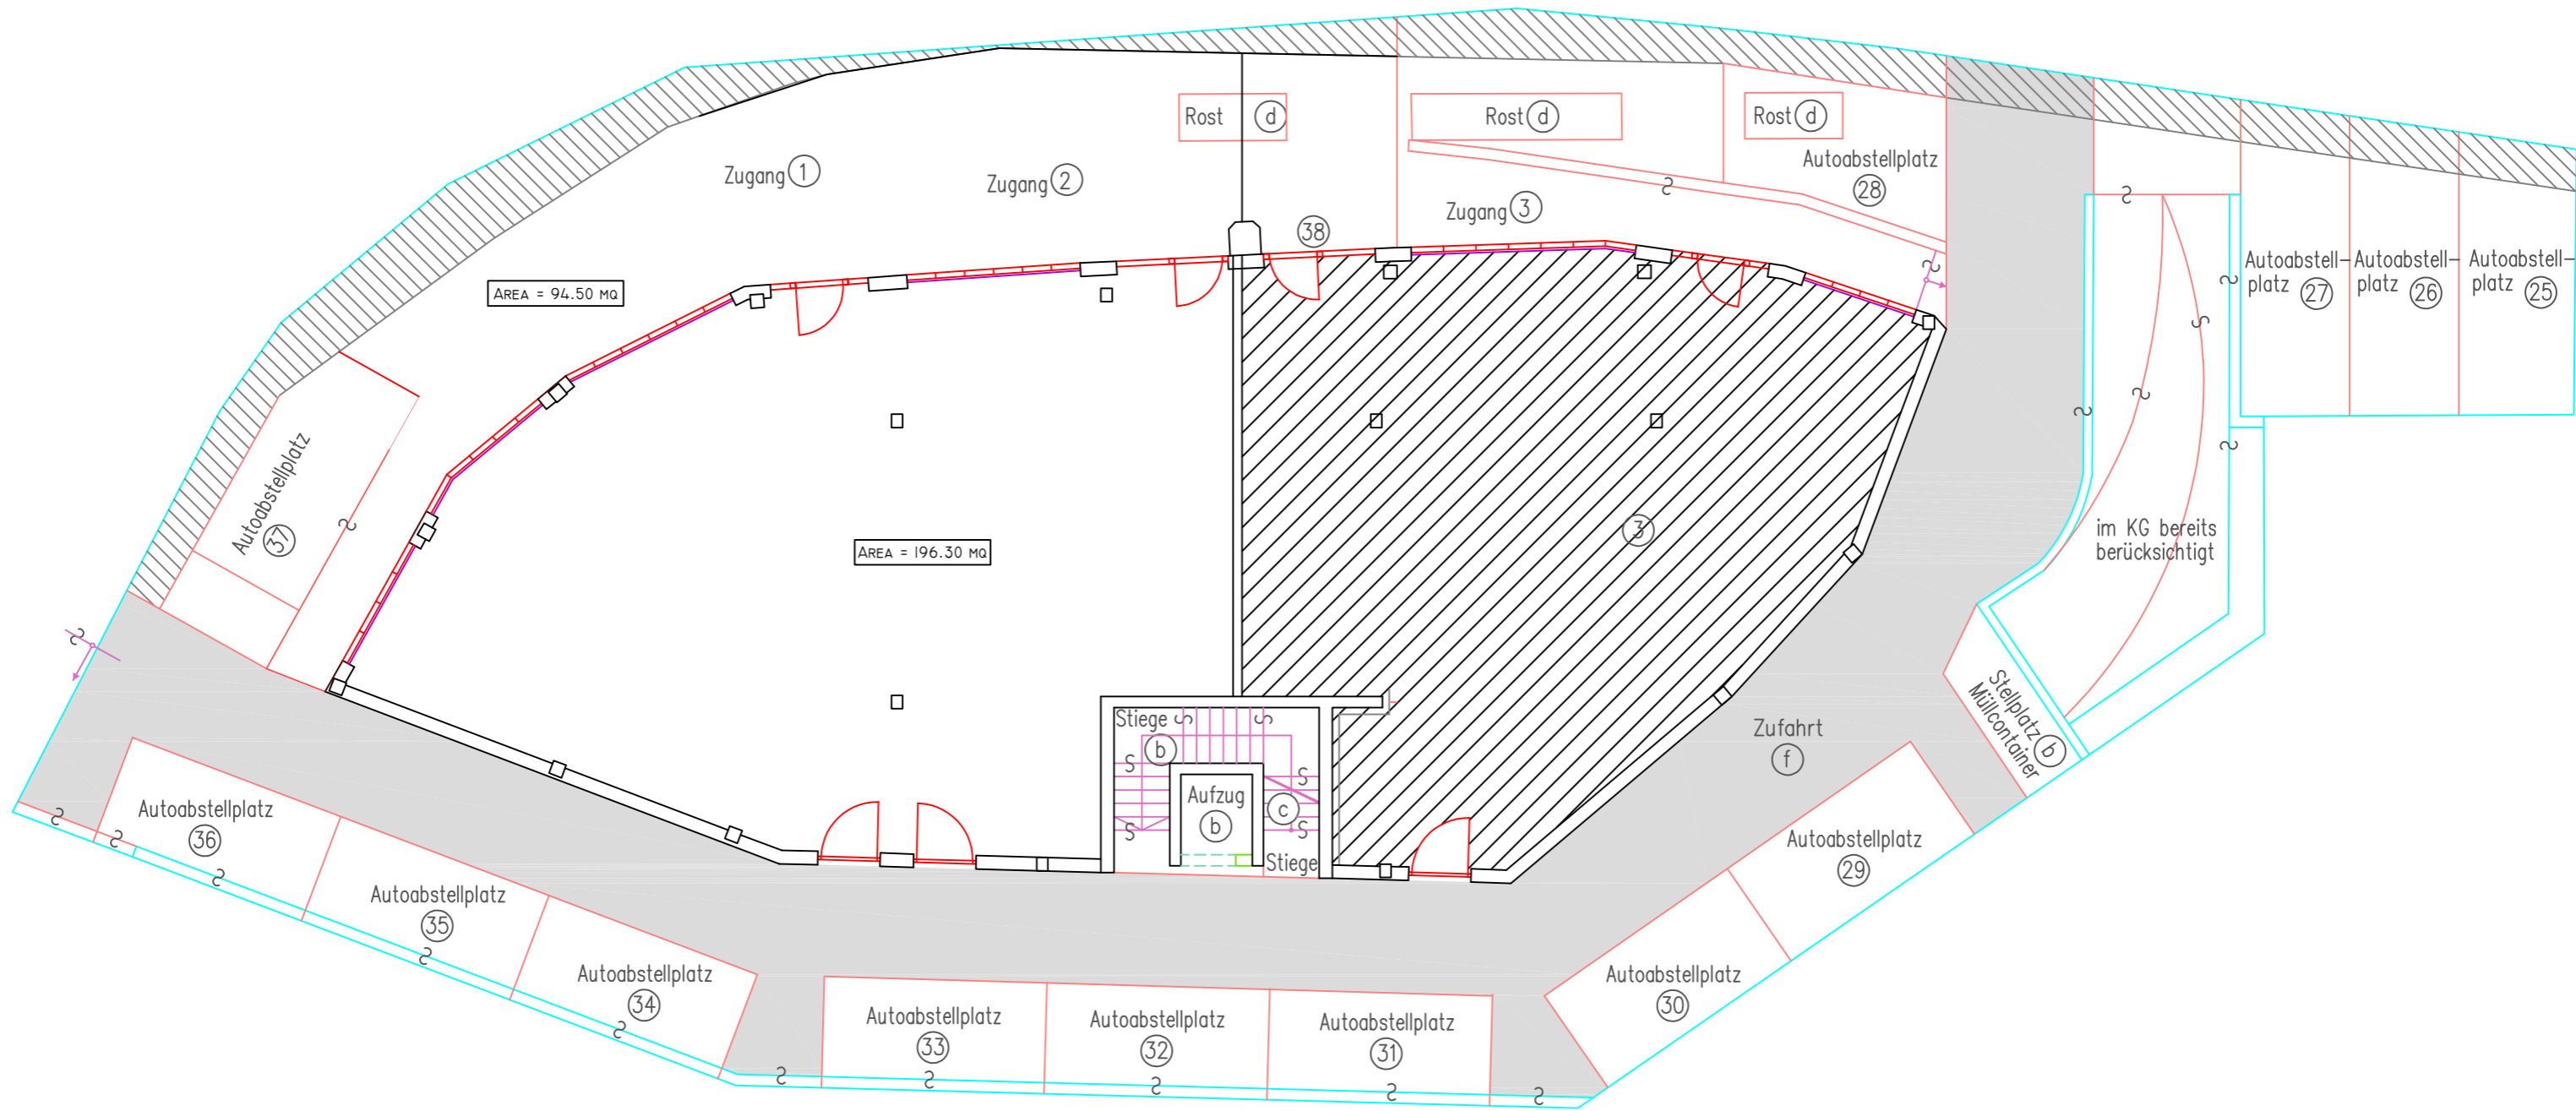 Rost d
Rost d
Rost d
Zugang 1
Zugang 2
Zugang 3
38
Autoabstellplatz
28
AREA = 94.50 MQ
Autoabstell-
platz 27
Autoabstell-
platz 26
Autoabstell-
platz 25
Autoabstellplatz
37
AREA = 196.30 MQ
3
im KG bereits
berücksichtigt
Stellplatz b
Müllcontainer
Zufahrt
f
Stiege
b
Aufzug
b
c
Stiege
S
S
S
S
Autoabstellplatz
36
Autoabstellplatz
35
Autoabstellplatz
34
Autoabstellplatz
33
Autoabstellplatz
32
Autoabstellplatz
31
Autoabstellplatz
30
Autoabstellplatz
29